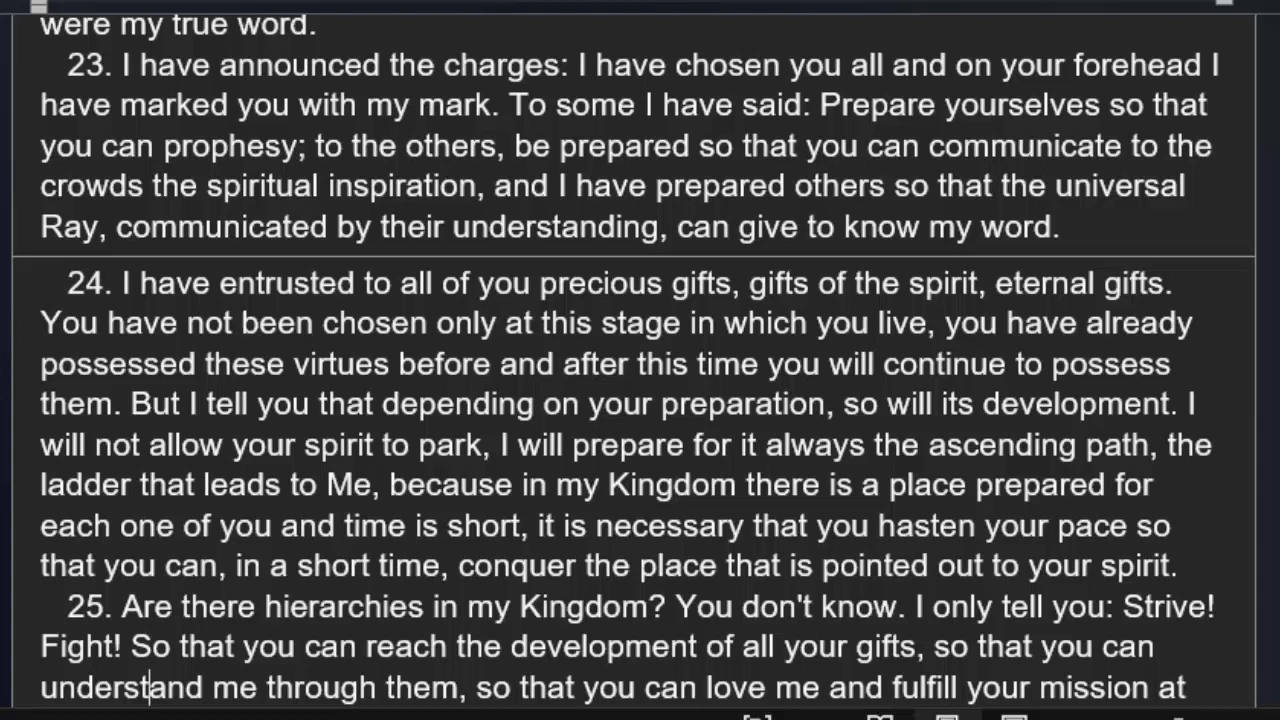 were my true word.
23. I have announced the charges: I have chosen you all and on your forehead I
have marked you with my mark. To some I have said: Prepare yourselves so that
you can prophesy; to the others, be prepared so that you can communicate to the
crowds the spiritual inspiration, and I have prepared others so that the universal
Ray, communicated by their understanding, can give to know my word.
24. I have entrusted to all of you precious gifts, gifts of the spirit, eternal gifts.
You have not been chosen only at this stage in which you live, you have already
possessed these virtues before and after this time you will continue to possess
them. But I tell you that depending on your preparation, so will its development. I
will not allow your spirit to park, I will prepare for it always the ascending path, the
ladder that leads to Me, because in my Kingdom there is a place prepared for
each one of you and time is short, it is necessary that you hasten your pace so
that you can, in a short time, conquer the place that is pointed out to your spirit.
25. Are there hierarchies in my Kingdom? You don't know. I only tell you: Strive!
Fight! So that you can reach the development of all your gifts, so that you can
understand me through them, so that you can love me and fulfill your mission at